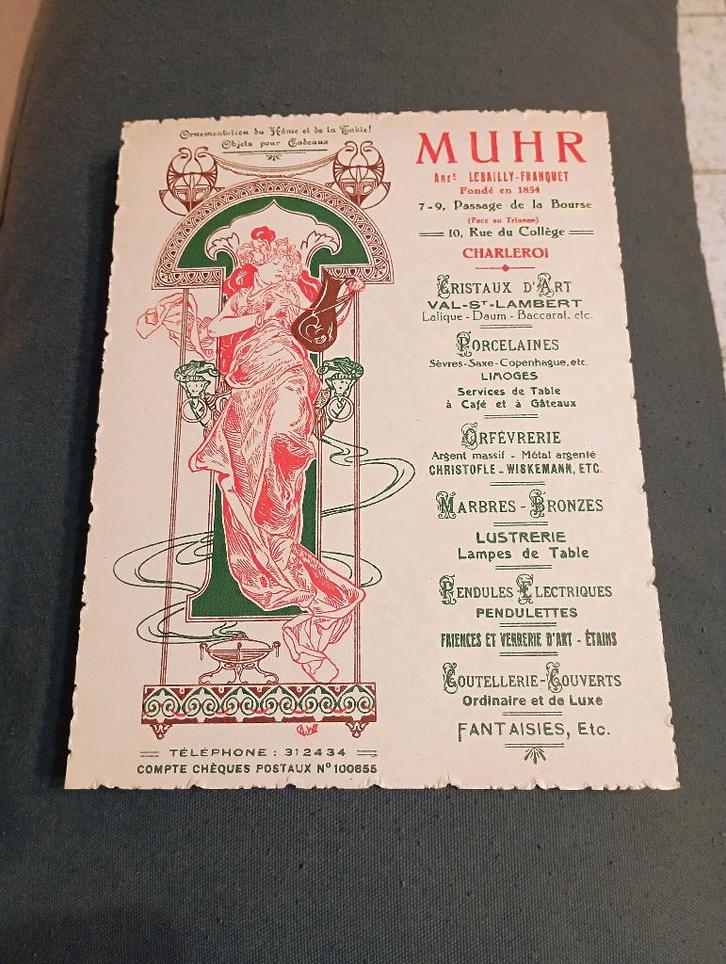 Ornementation du Hôme et de la Table!
Objets pour Cadeaux
MUHR
Anct LEBAILLY-FRANQUET
Fondé en 1854
7-9, Passage de la Bourse
(Face au Trianon)
10, Rue du Collège
CHARLEROI
CRISTAUX D'ART
VAL-ST-LAMBERT
Lalique - Daum - Baccarat, etc.
PORCELAINES
Sèvres-Saxe-Copenhague, etc.
LIMOGES
Services de Table
à Café et à Gâteaux
ORFÉVRERIE
Argent massif - Métal argenté
CHRISTOFLE - WISKEMANN, ETC.
MARBRES - BRONZES
LUSTRERIE
Lampes de Table
PENDULES ELECTRIQUES
PENDULETTES
FAIENCES ET VERRERIE D'ART - ÉTAINS
COUTELLERIE - COUVERTS
Ordinaire et de Luxe
FANTAISIES, Etc.
TÉLÉPHONE : 312434
COMPTE CHÈQUES POSTAUX Nº 100655